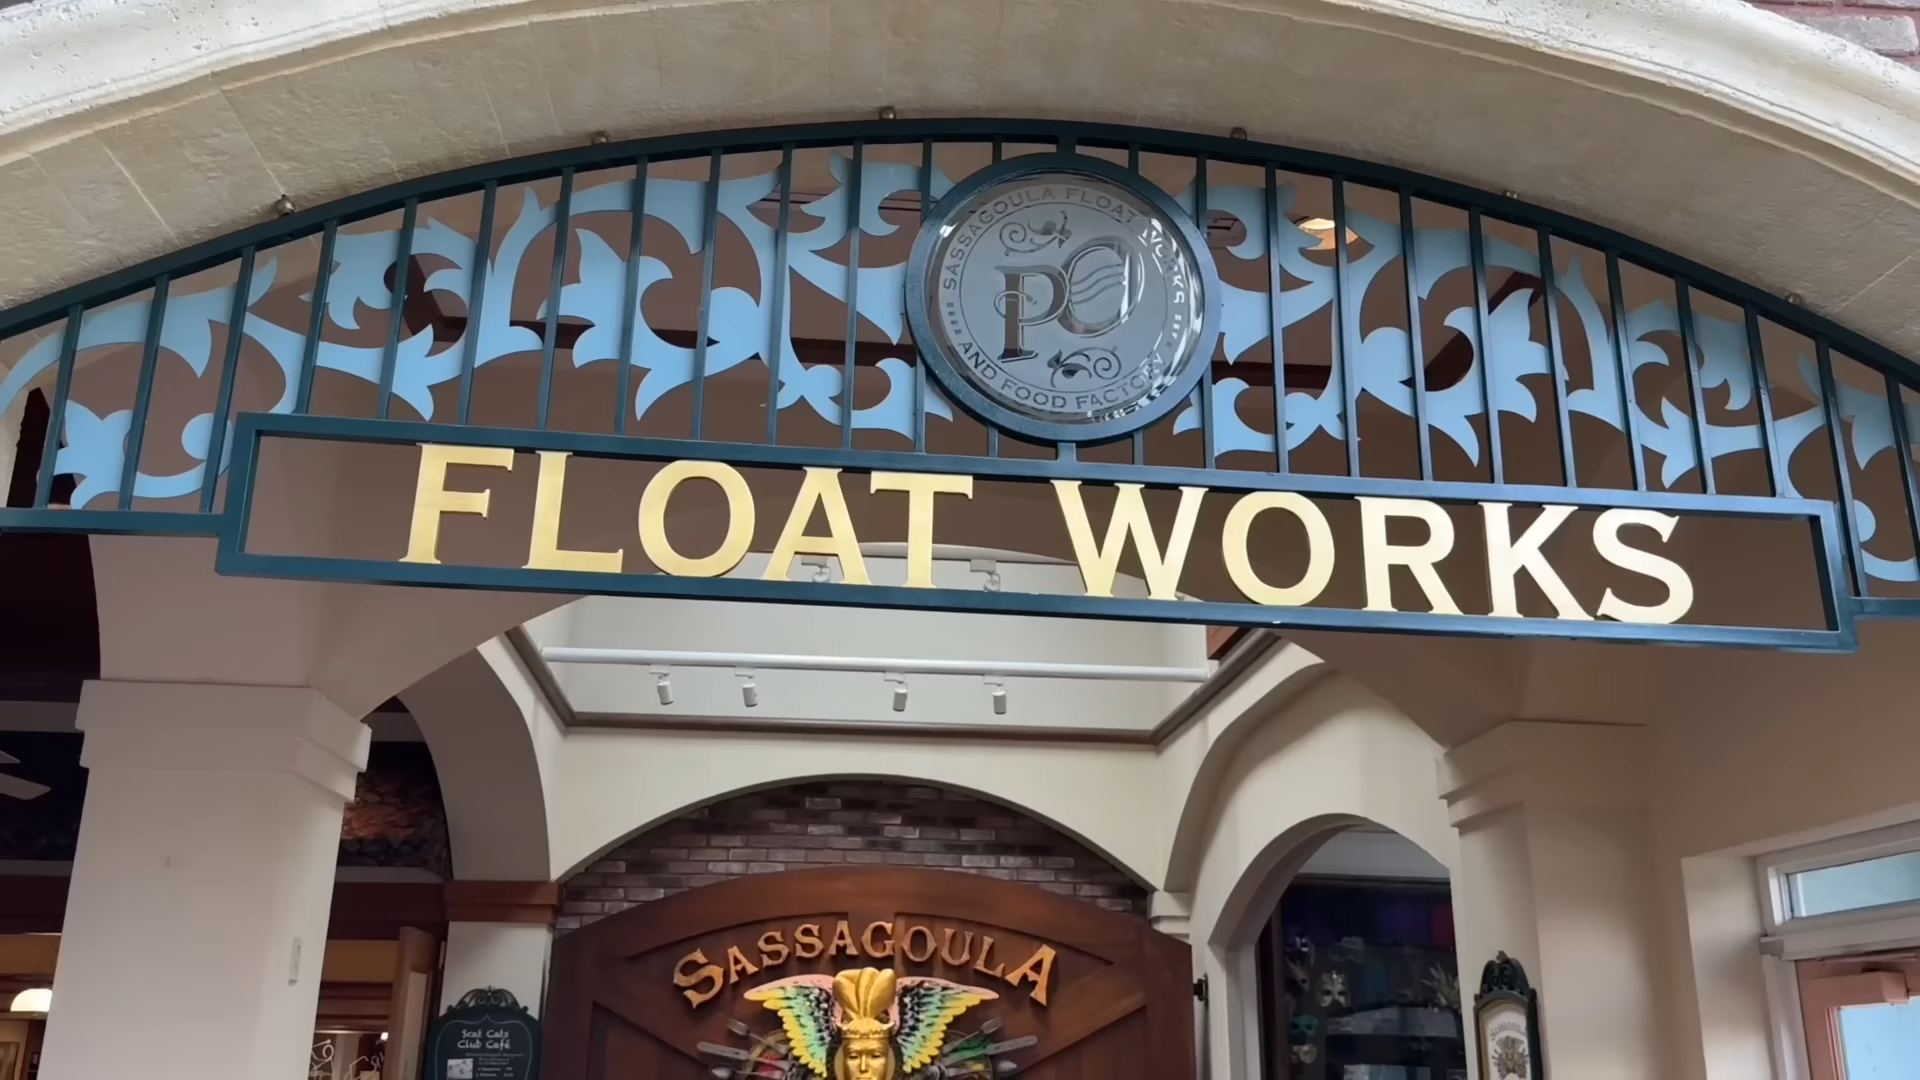 SASSAGOULA FLOAT WORKS
PO
AND FOOD FACTORY
FLOAT WORKS
SASSAGOULA
Scat Cats
Club Café